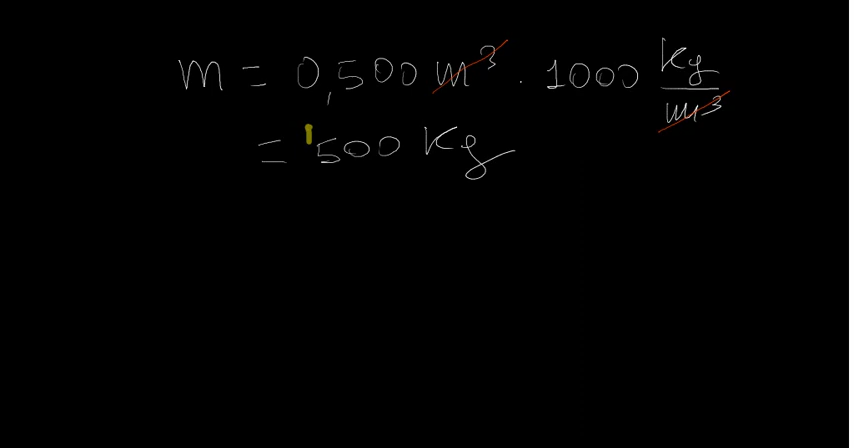 m = 0,500 m³ · 1000 kg/m³
= 500 kg